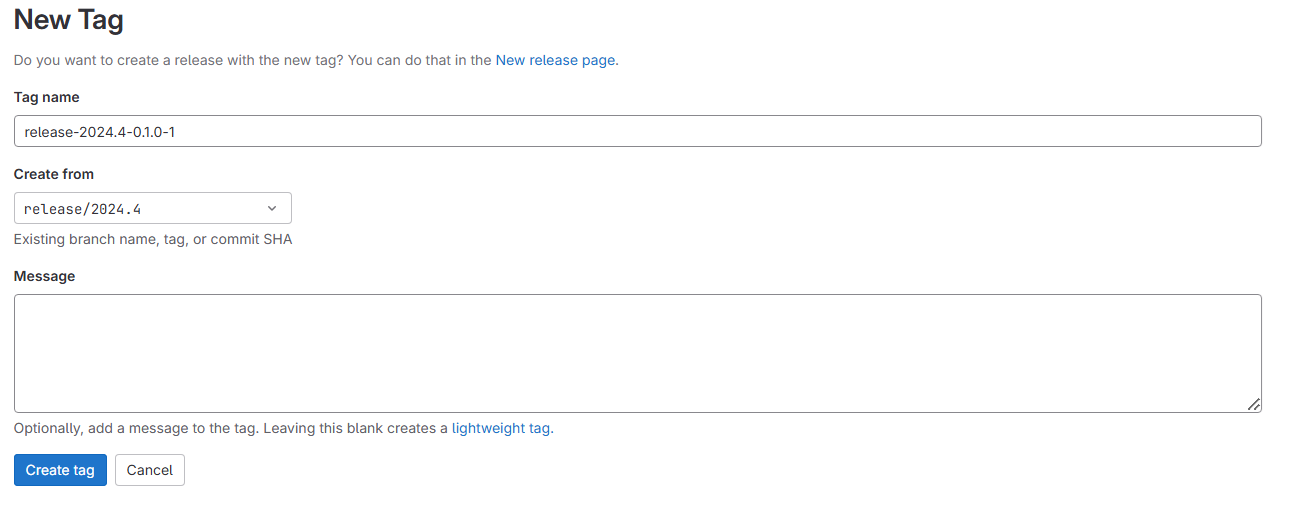 New Tag
Do you want to create a release with the new tag? You can do that in the New release page.
Tag name
release-2024.4-0.1.0-1
Create from
release/2024.4
Existing branch name, tag, or commit SHA
Message
Optionally, add a message to the tag. Leaving this blank creates a lightweight tag.
Create tag Cancel